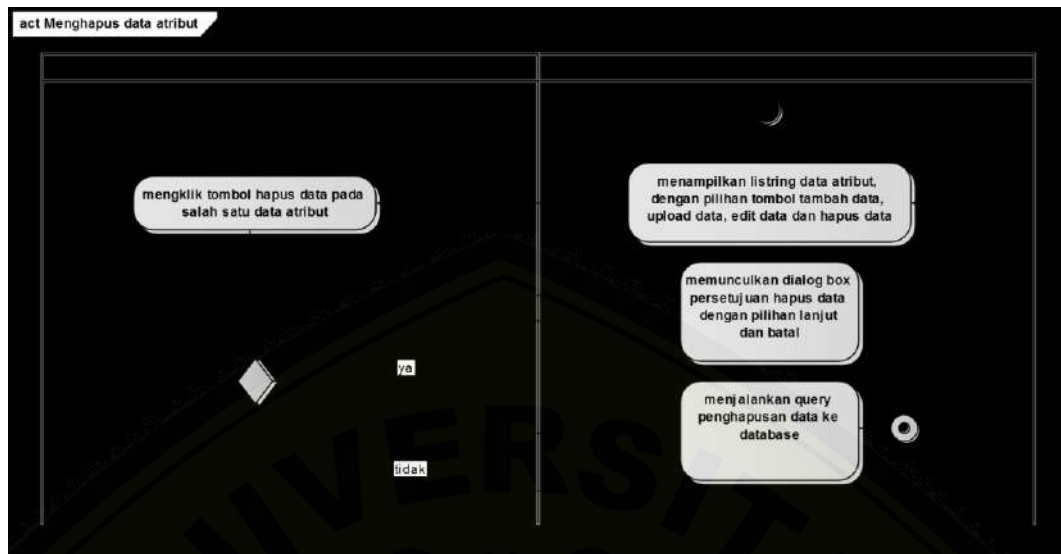 act Menghapus data atribut
mengklik tombol hapus data pada
salah satu data atribut
menampilkan listring data atribut,
dengan pilihan tombol tambah data,
upload data, edit data dan hapus data
memunculkan dialog box
persetujuan hapus data
dengan pilihan lanjut
dan batal
ya
menjalankan query
penghapusan data ke
database
tidak